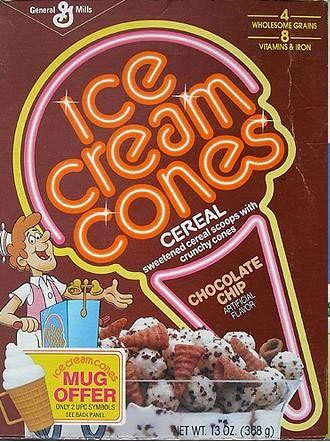 General G Mills
4
WHOLESOME GRAINS
8
VITAMINS & IRON
ICE
CREAM
CONES
CEREAL
sweetened cereal scoops with
crunchy cones
CHOCOLATE
CHIP
ARTIFICIAL
FLAVOR
ice cream cones
MUG
OFFER
ONLY 2 UPC SYMBOLS
SEE BACK PANEL
NET WT. 13 OZ. (368 g)